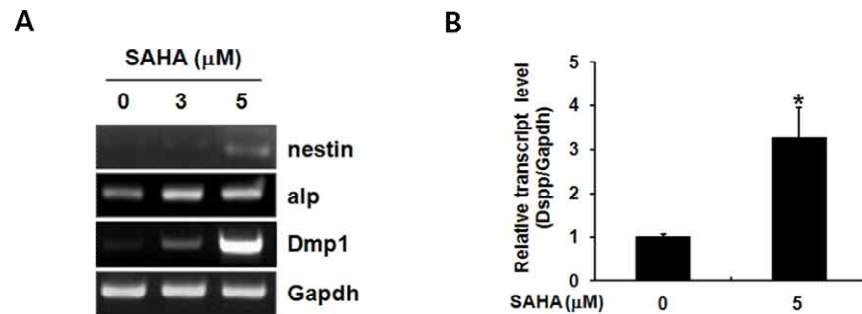 A
SAHA (μM)
0 3 5
nestin
alp
Dmp1
Gapdh
B
Relative transcript level
(Dspp/Gapdh)
5
4
3
2
1
0
*
SAHA (μM) 0 5